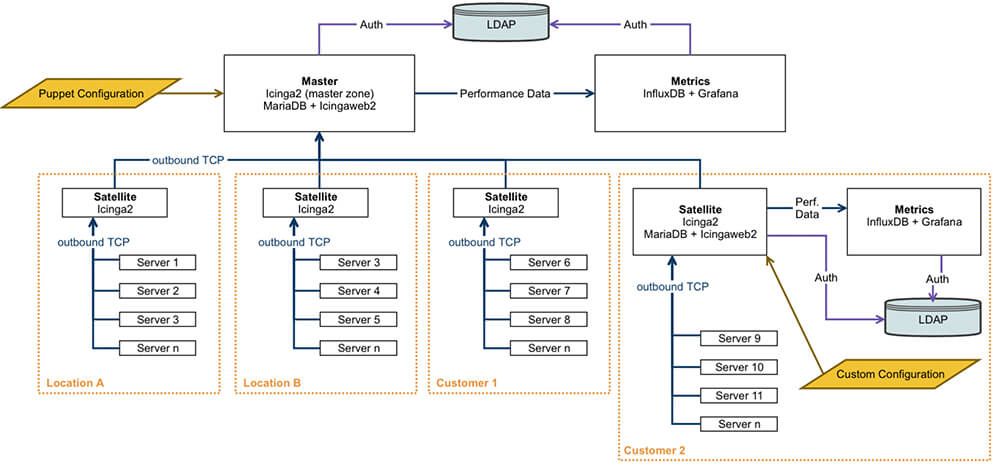 LDAP
Auth
Auth
Puppet Configuration
Master
Icinga2 (master zone)
MariaDB + Icingaweb2
Performance Data
Metrics
InfluxDB + Grafana
outbound TCP
Satellite
Icinga2
outbound TCP
Server 1
Server 2
Server 3
Server n
Location A
Satellite
Icinga2
outbound TCP
Server 3
Server 4
Server 5
Server n
Location B
Satellite
Icinga2
outbound TCP
Server 6
Server 7
Server 8
Server n
Customer 1
Satellite
Icinga2
MariaDB + Icingaweb2
Perf.
Data
Metrics
InfluxDB + Grafana
Auth
Auth
LDAP
outbound TCP
Server 9
Server 10
Server 11
Server n
Custom Configuration
Customer 2